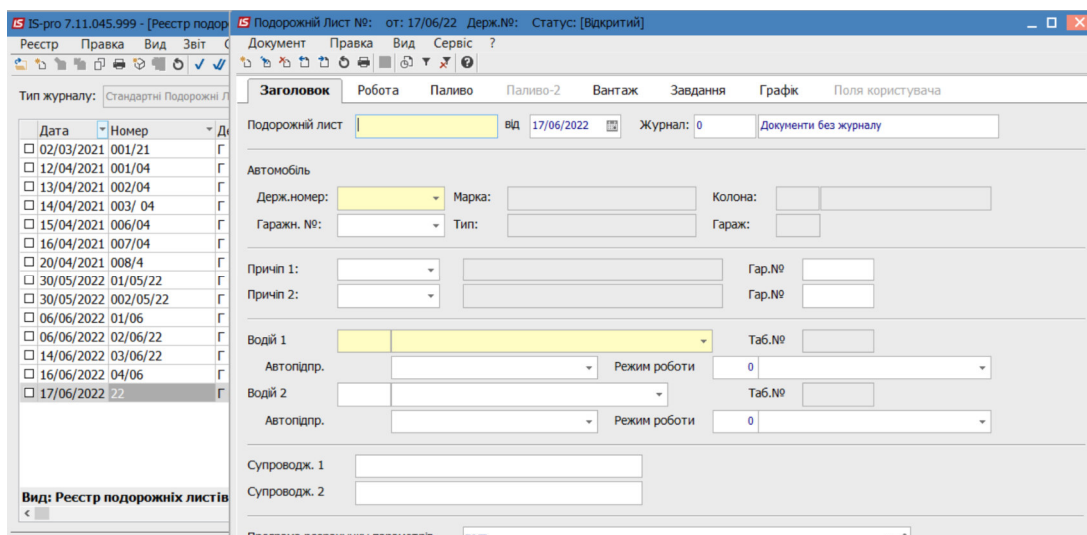 IS-pro 7.11.045.999 - [Реєстр подор
Реєстр Правка Вид Звіт
Тип журналу: Стандартні Подорожні Л
Дата Номер
02/03/2021 001/21 Г
12/04/2021 001/04 Г
13/04/2021 002/04 Г
14/04/2021 003/ 04 Г
15/04/2021 006/04 Г
16/04/2021 007/04 Г
20/04/2021 008/4 Г
30/05/2022 01/05/22 Г
30/05/2022 002/05/22 Г
06/06/2022 01/06 Г
06/06/2022 02/06/22 Г
14/06/2022 03/06/22 Г
16/06/2022 04/06 Г
17/06/2022 22 Г
Вид: Реєстр подорожніх листів
Подорожній Лист №: от: 17/06/22 Держ.№: Статус: [Відкритий]
Документ Правка Вид Сервіс ?
Заголовок Робота Паливо Паливо-2 Вантаж Завдання Графік Поля користувача
Подорожній лист від 17/06/2022 Журнал: 0 Документи без журналу
Автомобіль
Держ.номер: Марка: Колона:
Гаражн. №: Тип: Гараж:
Причіп 1: Гар.№
Причіп 2: Гар.№
Водій 1 Таб.№
Автопідпр. Режим роботи 0
Водій 2 Таб.№
Автопідпр. Режим роботи 0
Супроводж. 1
Супроводж. 2